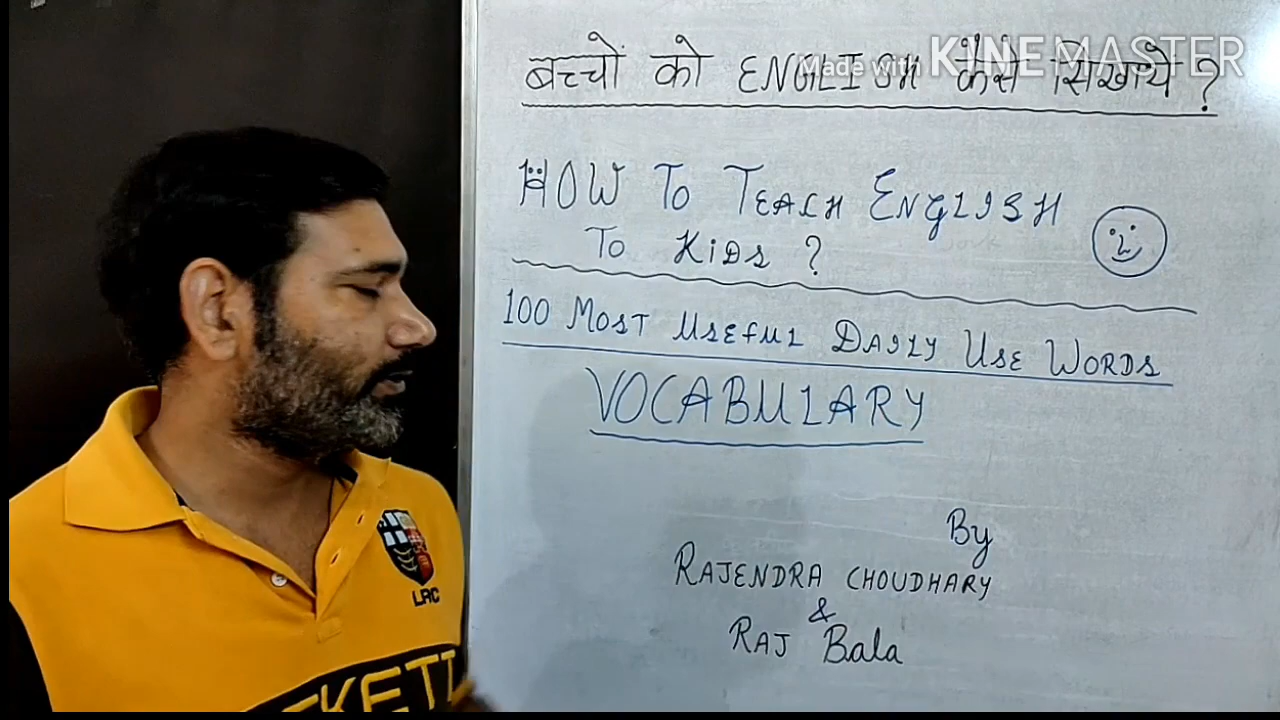 बच्चों को ENGLISH कैसे सिखाये ?
Made with KINEMASTER
HOW TO TEACH ENGLISH
TO KiDS ?
100 MOST USEFUL DAILY USE WORDS
VOCABULARY
By
RAJENDRA CHOUDHARY
&
RAJ Bala
LRC